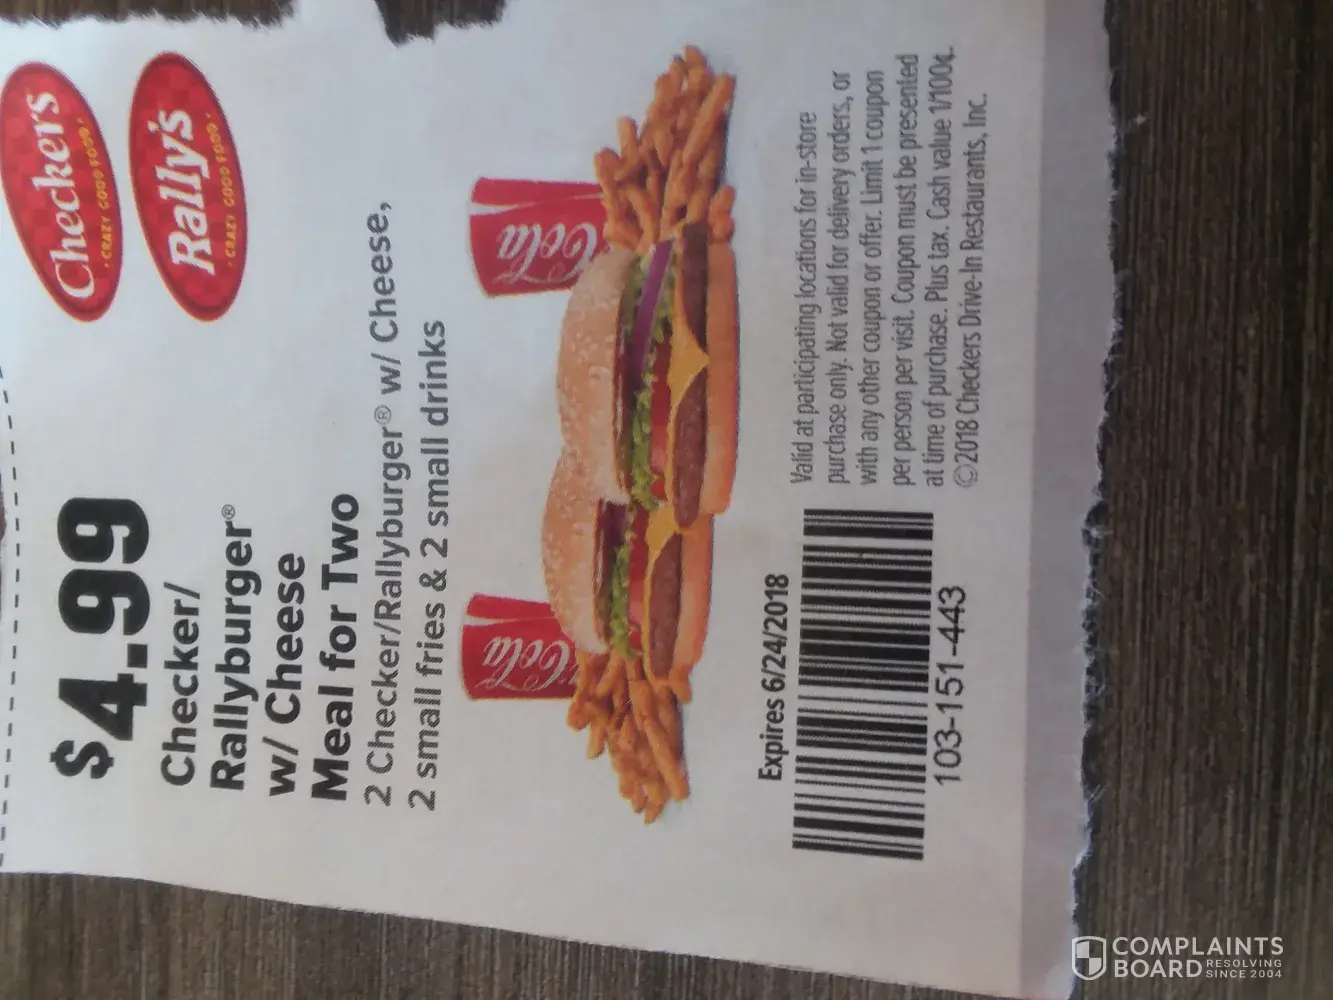 Checkers
• CRAZY GOOD FOOD •
Rally's
• CRAZY GOOD FOOD •
$4.99
Checker/
Rallyburger®
w/ Cheese
Meal for Two
2 Checker/Rallyburger® w/ Cheese,
2 small fries & 2 small drinks
Cola
Cola
Expires 6/24/2018
103-151-443
Valid at participating locations for in-store
purchase only. Not valid for delivery orders, or
with any other coupon or offer. Limit 1 coupon
per person per visit. Coupon must be presented
at time of purchase. Plus tax. Cash value 1/100¢.
©2018 Checkers Drive-In Restaurants, Inc.
COMPLAINTS
BOARD RESOLVING
SINCE 2004